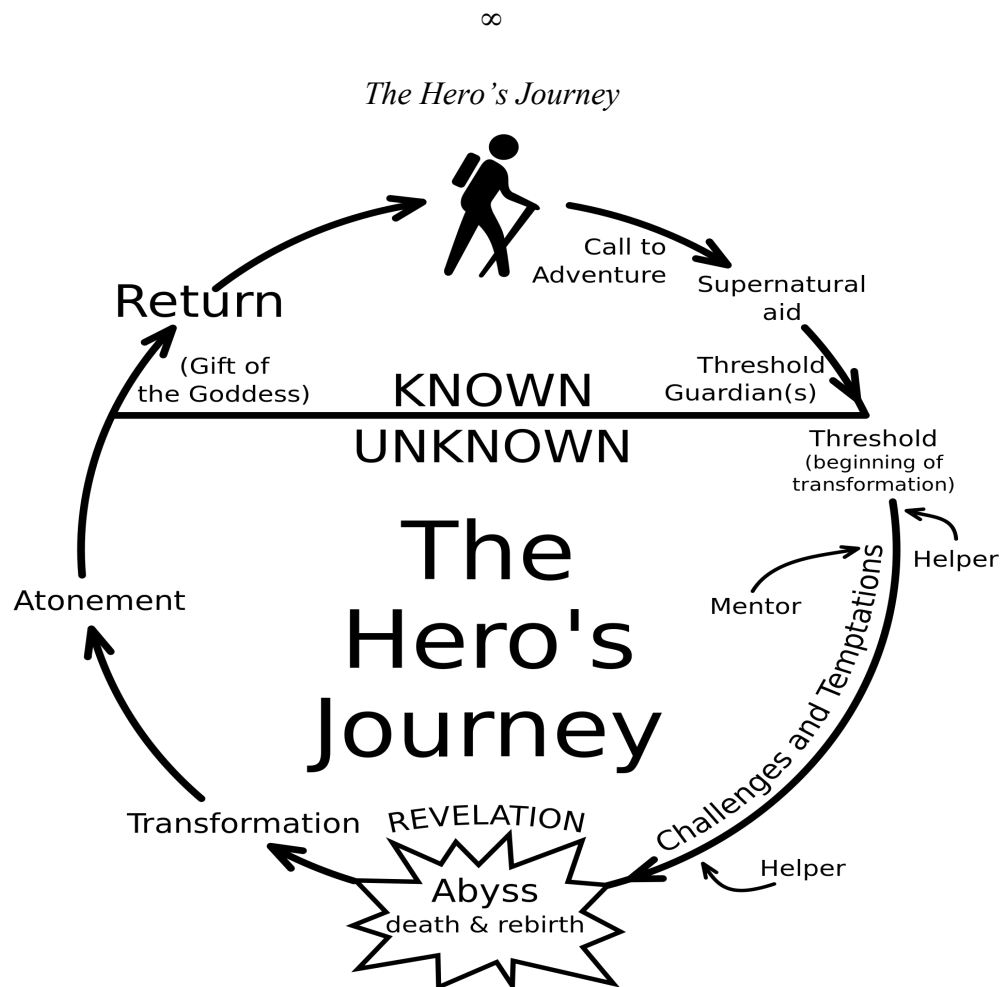 ∞
The Hero’s Journey
Call to
Adventure
Supernatural
aid
Return
(Gift of
the Goddess)
KNOWN
Threshold
Guardian(s)
UNKNOWN
Threshold
(beginning of
transformation)
The
Hero's
Journey
Helper
Mentor
Challenges and Temptations
Atonement
Transformation
REVELATION
Helper
Abyss
death & rebirth